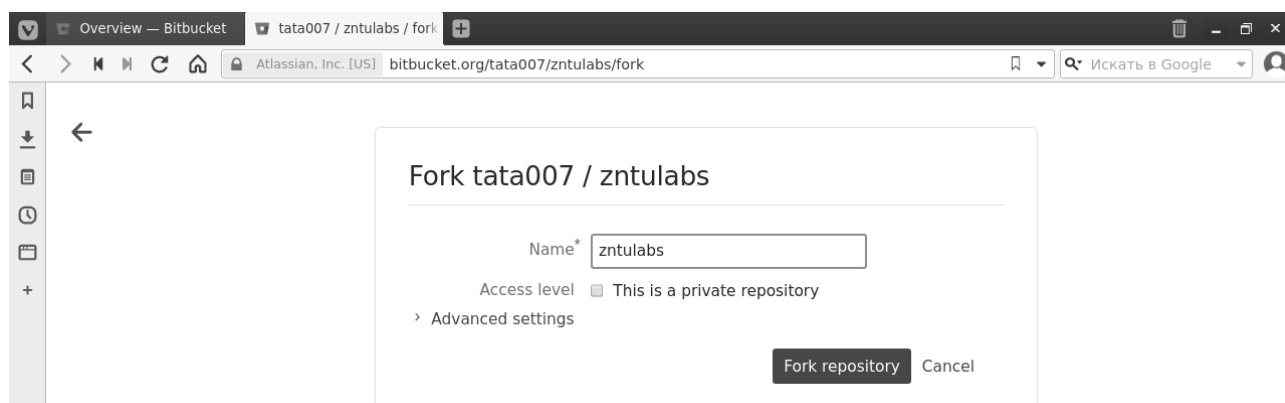 Overview — Bitbucket
tata007 / zntulabs / fork
Atlassian, Inc. [US] bitbucket.org/tata007/zntulabs/fork
Искать в Google
Fork tata007 / zntulabs
Name* zntulabs
Access level This is a private repository
Advanced settings
Fork repository Cancel